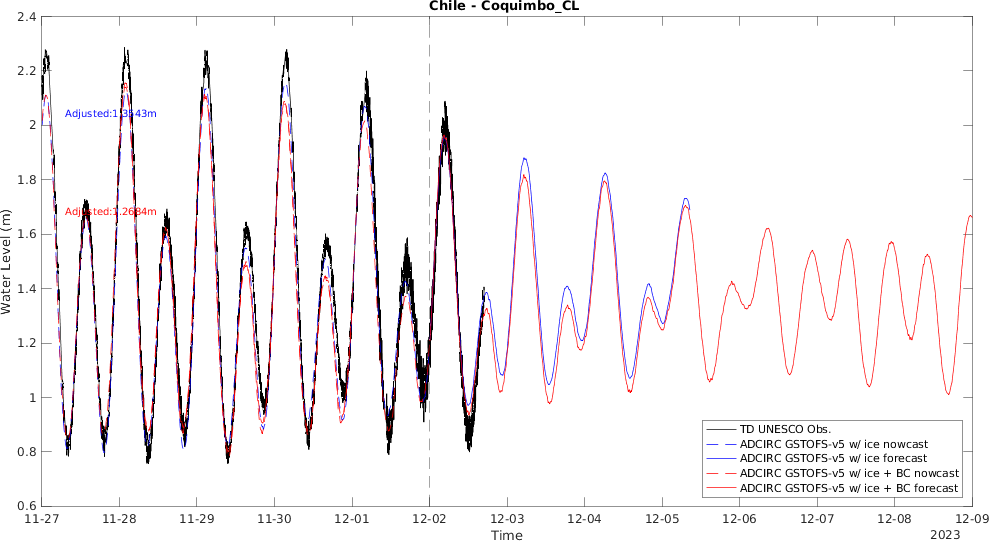 Chile - Coquimbo_CL
Water Level (m)
2.4
2.2
2
1.8
1.6
1.4
1.2
1
0.8
0.6
Adjusted:1.3543m
Adjusted:1.2684m
TD UNESCO Obs.
ADCIRC GSTOFS-v5 w/ ice nowcast
ADCIRC GSTOFS-v5 w/ ice forecast
ADCIRC GSTOFS-v5 w/ ice + BC nowcast
ADCIRC GSTOFS-v5 w/ ice + BC forecast
11-27 11-28 11-29 11-30 12-01 12-02 12-03 12-04 12-05 12-06 12-07 12-08 12-09
Time
2023